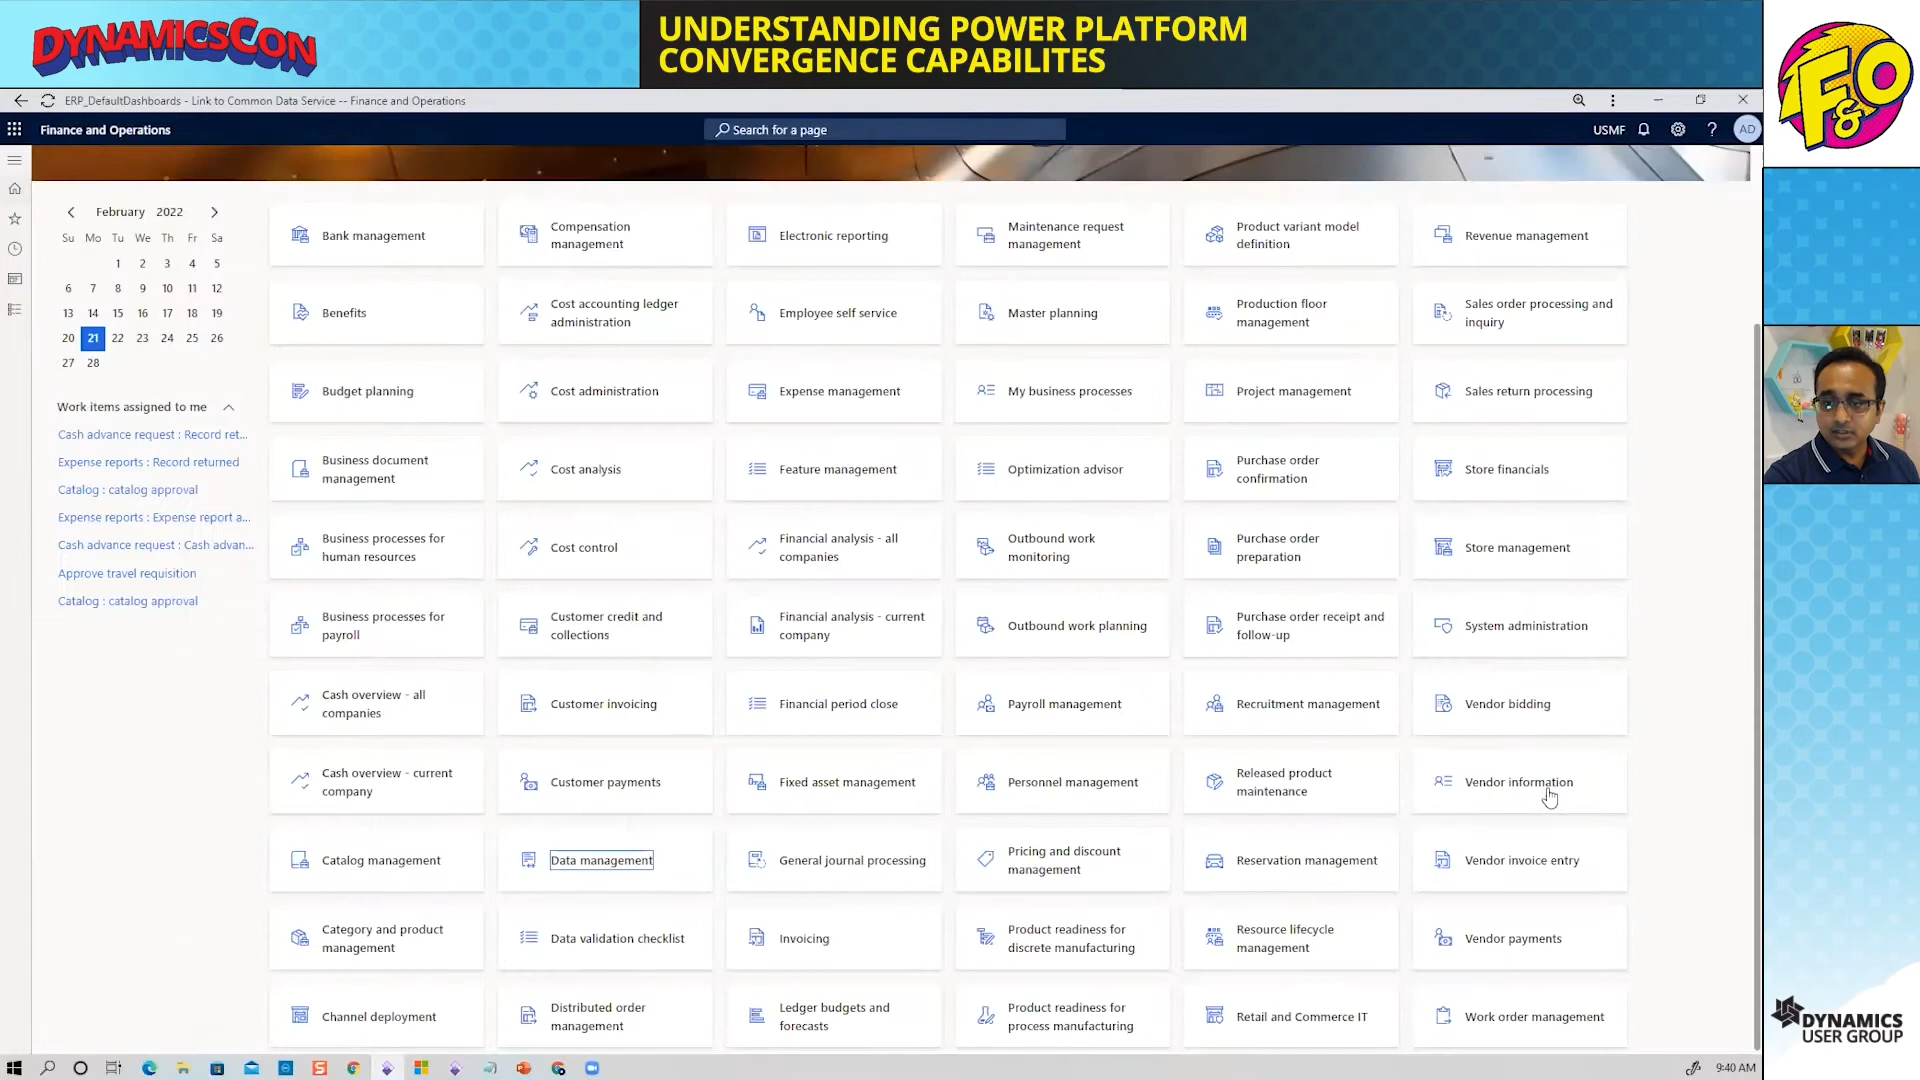 DYNAMICSCON
UNDERSTANDING POWER PLATFORM
CONVERGENCE CAPABILITES
F&O
ERP_DefaultDashboards - Link to Common Data Service -- Finance and Operations
Finance and Operations
Search for a page
USMF
?
AD
February 2022
Su Mo Tu We Th Fr Sa
1 2 3 4 5
6 7 8 9 10 11 12
13 14 15 16 17 18 19
20 21 22 23 24 25 26
27 28
Work items assigned to me
Cash advance request : Record ret...
Expense reports : Record returned
Catalog : catalog approval
Expense reports : Expense report a...
Cash advance request : Cash advan...
Approve travel requisition
Catalog : catalog approval
Bank management
Compensation
management
Electronic reporting
Maintenance request
management
Product variant model
definition
Revenue management
Benefits
Cost accounting ledger
administration
Employee self service
Master planning
Production floor
management
Sales order processing and
inquiry
Budget planning
Cost administration
Expense management
My business processes
Project management
Sales return processing
Business document
management
Cost analysis
Feature management
Optimization advisor
Purchase order
confirmation
Store financials
Business processes for
human resources
Cost control
Financial analysis - all
companies
Outbound work
monitoring
Purchase order
preparation
Store management
Business processes for
payroll
Customer credit and
collections
Financial analysis - current
company
Outbound work planning
Purchase order receipt and
follow-up
System administration
Cash overview - all
companies
Customer invoicing
Financial period close
Payroll management
Recruitment management
Vendor bidding
Cash overview - current
company
Customer payments
Fixed asset management
Personnel management
Released product
maintenance
Vendor information
Catalog management
Data management
General journal processing
Pricing and discount
management
Reservation management
Vendor invoice entry
Category and product
management
Data validation checklist
Invoicing
Product readiness for
discrete manufacturing
Resource lifecycle
management
Vendor payments
Channel deployment
Distributed order
management
Ledger budgets and
forecasts
Product readiness for
process manufacturing
Retail and Commerce IT
Work order management
DYNAMICS
USER GROUP
9:40 AM